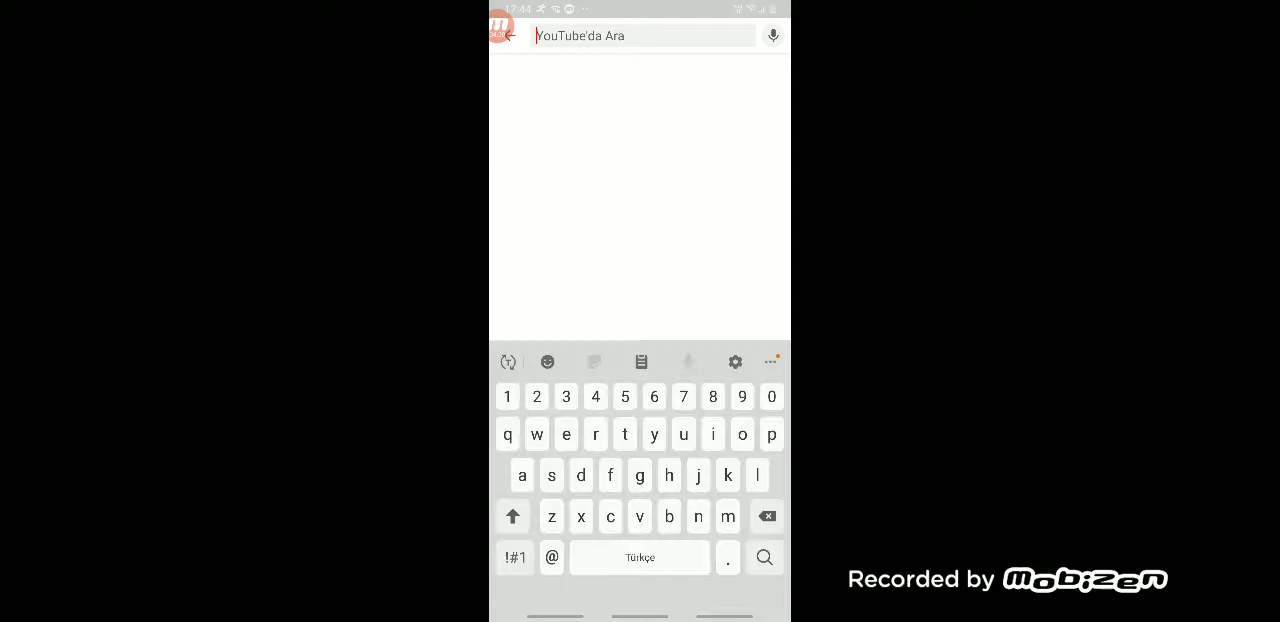 17:44
YouTube'da Ara
1 2 3 4 5 6 7 8 9 0
q w e r t y u i o p
a s d f g h j k l
z x c v b n m
!#1 @ Türkçe .
Recorded by mobizen